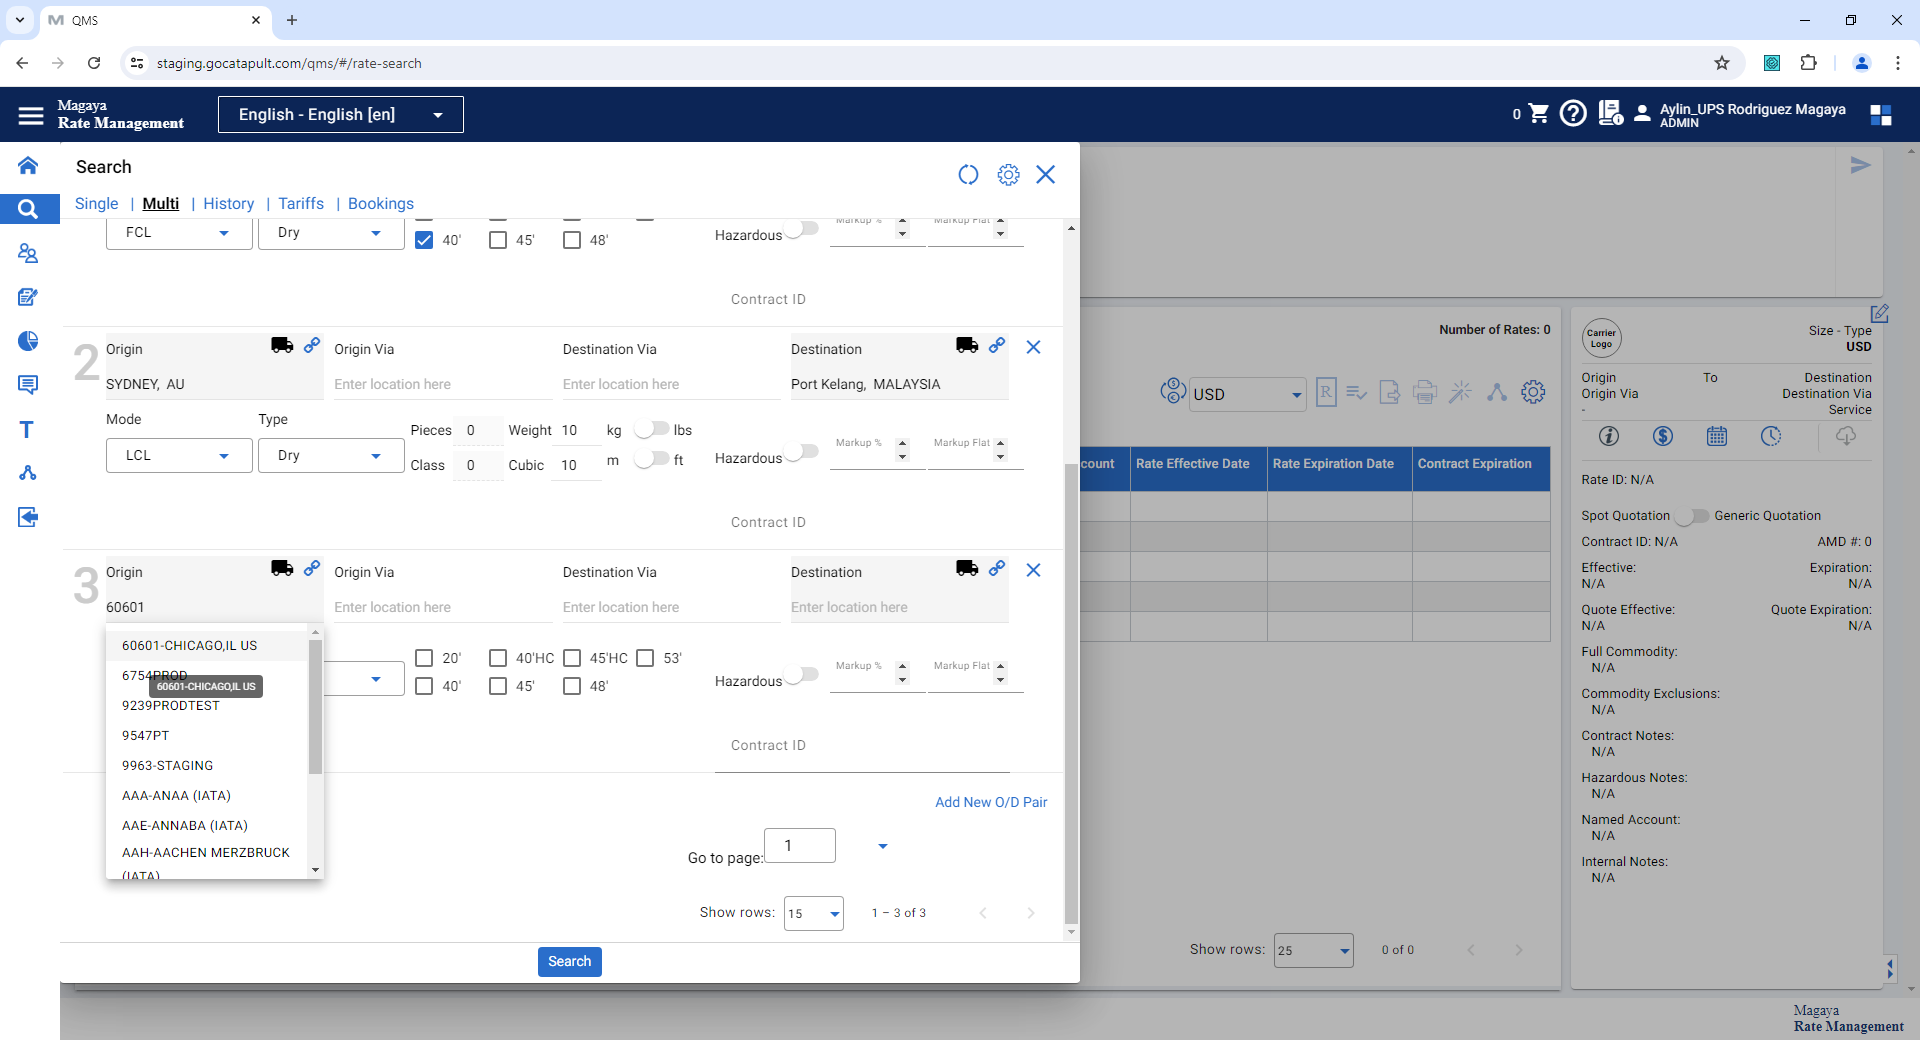 QMS
staging.gocatapult.com/qms/#/rate-search
Magaya
Rate Management
English - English [en]
0
Aylin_UPS Rodriguez Magaya
ADMIN
Search
Single | Multi | History | Tariffs | Bookings
FCL
Dry
40'
45'
48'
Hazardous
Markup %
Markup Flat
Contract ID
2
Origin
Origin Via
Destination Via
Destination
SYDNEY, AU
Enter location here
Enter location here
Port Kelang, MALAYSIA
Mode
Type
LCL
Dry
Pieces 0 Weight 10 kg lbs
Class 0 Cubic 10 m ft
Hazardous
Markup %
Markup Flat
Contract ID
3
Origin
Origin Via
Destination Via
Destination
60601
Enter location here
Enter location here
Enter location here
60601-CHICAGO,IL US
6754PROD
60601-CHICAGO,IL US
9239PRODTEST
9547PT
9963-STAGING
AAA-ANAA (IATA)
AAE-ANNABA (IATA)
AAH-AACHEN MERZBRUCK
(IATA)
20' 40'HC 45'HC 53'
40' 45' 48'
Hazardous
Markup %
Markup Flat
Contract ID
Add New O/D Pair
Go to page: 1
Show rows: 15 1 – 3 of 3
Search
Number of Rates: 0
USD
R
count
Rate Effective Date
Rate Expiration Date
Contract Expiration
Show rows: 25 0 of 0
Carrier
Logo
Size - Type
USD
Origin To Destination
Origin Via Destination Via
- Service
Rate ID: N/A
Spot Quotation Generic Quotation
Contract ID: N/A AMD #: 0
Effective: Expiration:
N/A N/A
Quote Effective: Quote Expiration:
N/A N/A
Full Commodity:
N/A
Commodity Exclusions:
N/A
Contract Notes:
N/A
Hazardous Notes:
N/A
Named Account:
N/A
Internal Notes:
N/A
Magaya
Rate Management